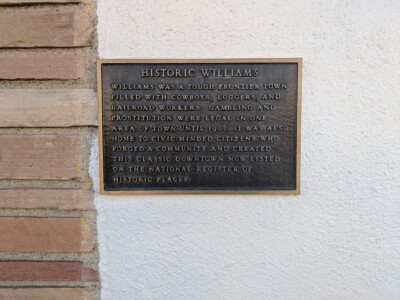 HISTORIC WILLIAMS
WILLIAMS WAS A TOUGH FRONTIER TOWN
FILLED WITH COWBOYS, LOGGERS, AND
RAILROAD WORKERS. GAMBLING AND
PROSTITUTION WERE LEGAL IN ONE
AREA OF TOWN UNTIL 1907. IT WAS ALSO
HOME TO CIVIC MINDED CITIZENS WHO
FORGED A COMMUNITY AND CREATED
THIS CLASSIC DOWNTOWN NOW LISTED
ON THE NATIONAL REGISTER OF
HISTORIC PLACES